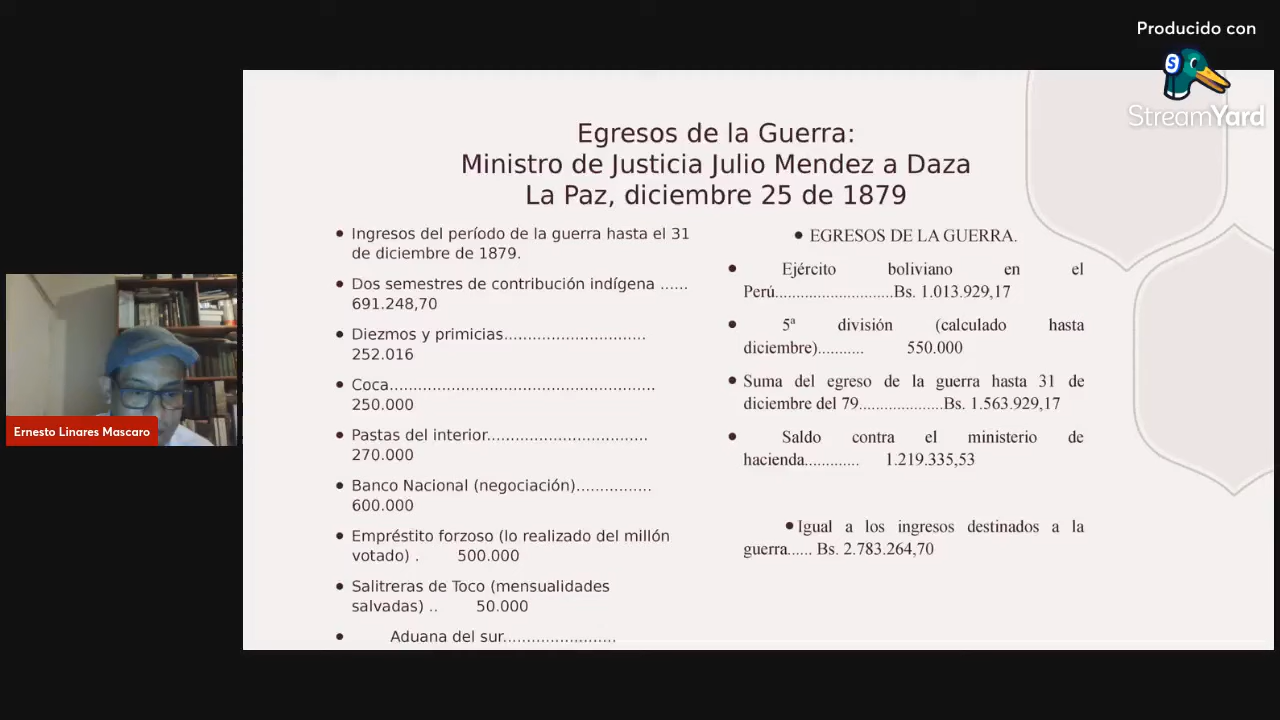 Producido con
StreamYard
Egresos de la Guerra:
Ministro de Justicia Julio Mendez a Daza
La Paz, diciembre 25 de 1879
● Ingresos del período de la guerra hasta el 31
de diciembre de 1879.
● Dos semestres de contribución indígena ......
691.248,70
● Diezmos y primicias..............................
252.016
● Coca........................................................
250.000
● Pastas del interior..................................
270.000
● Banco Nacional (negociación)................
600.000
● Empréstito forzoso (lo realizado del millón
votado) . 500.000
● Salitreras de Toco (mensualidades
salvadas) .. 50.000
● Aduana del sur........................
● EGRESOS DE LA GUERRA.
● Ejército boliviano en el
Perú............................Bs. 1.013.929,17
● 5ª división (calculado hasta
diciembre)........... 550.000
● Suma del egreso de la guerra hasta 31 de
diciembre del 79....................Bs. 1.563.929,17
● Saldo contra el ministerio de
hacienda............. 1.219.335,53
● Igual a los ingresos destinados a la
guerra...... Bs. 2.783.264,70
Ernesto Linares Mascaro